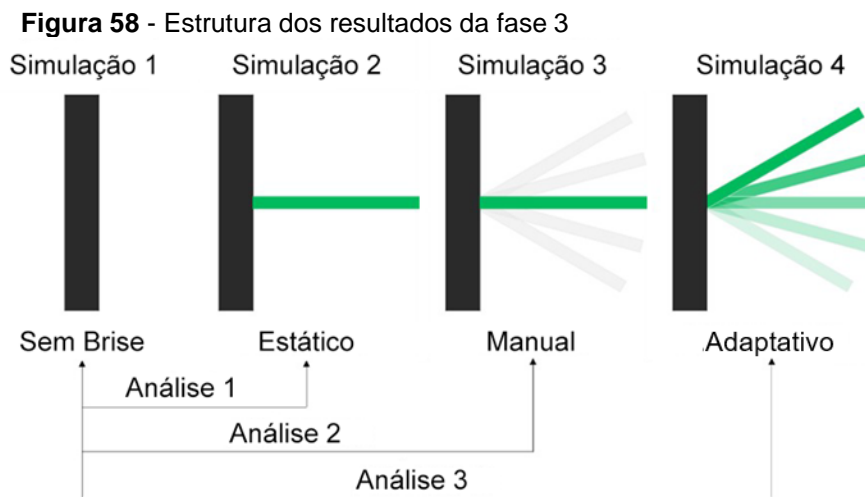 Figura 58 - Estrutura dos resultados da fase 3
Simulação 1 Simulação 2 Simulação 3 Simulação 4
Sem Brise Estático Manual Adaptativo
Análise 1
Análise 2
Análise 3